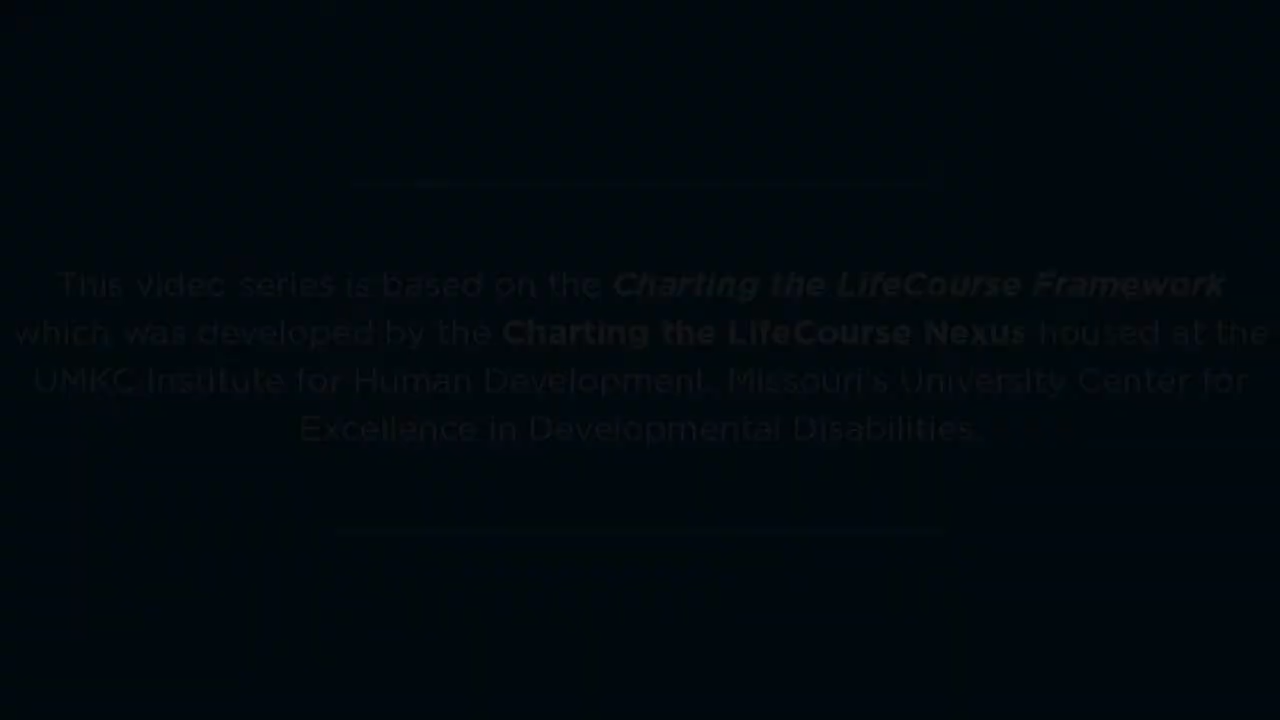 This video series is based on the Charting the LifeCourse Framework
which was developed by the Charting the LifeCourse Nexus housed at the
UMKC Institute for Human Development, Missouri's University Center for
Excellence in Developmental Disabilities.